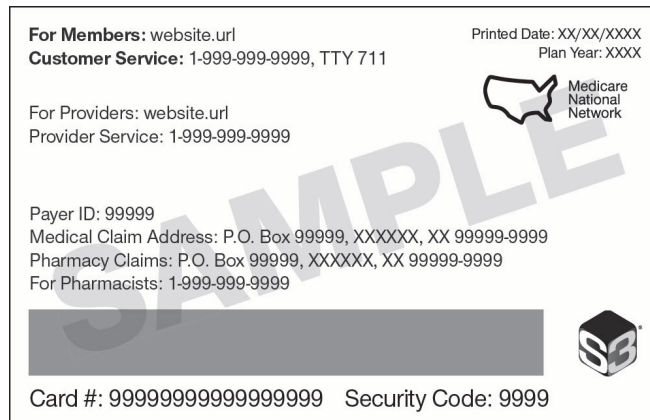 For Members: website.url
Customer Service: 1-999-999-9999, TTY 711
Printed Date: XX/XX/XXXX
Plan Year: XXXX
Medicare
National
Network
For Providers: website.url
Provider Service: 1-999-999-9999
Payer ID: 99999
Medical Claim Address: P.O. Box 99999, XXXXXX, XX 99999-9999
Pharmacy Claims: P.O. Box 99999, XXXXXX, XX 99999-9999
For Pharmacists: 1-999-999-9999
SAMPLE
S3
Card #: 99999999999999999 Security Code: 9999